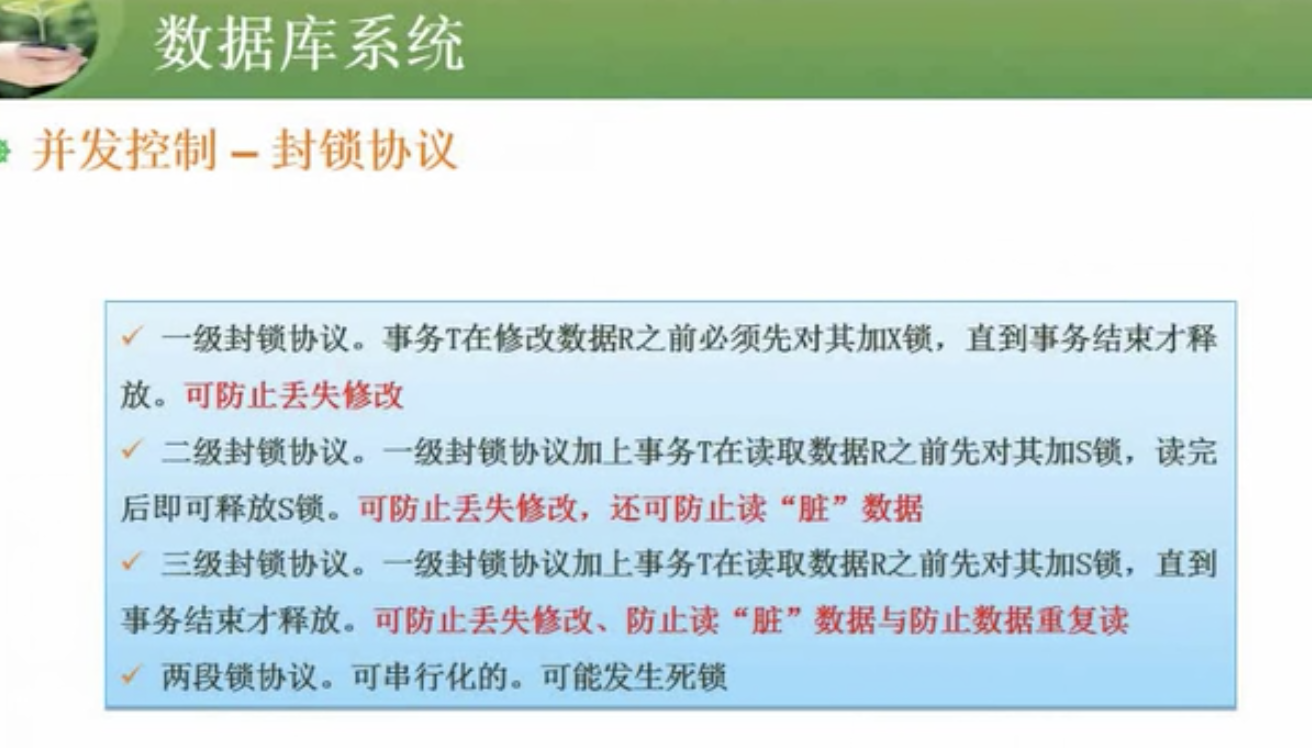 数据库系统
并发控制 – 封锁协议
✓ 一级封锁协议。事务T在修改数据R之前必须先对其加X锁，直到事务结束才释
放。可防止丢失修改
✓ 二级封锁协议。一级封锁协议加上事务T在读取数据R之前先对其加S锁，读完
后即可释放S锁。可防止丢失修改，还可防止读“脏”数据
✓ 三级封锁协议。一级封锁协议加上事务T在读取数据R之前先对其加S锁，直到
事务结束才释放。可防止丢失修改、防止读“脏”数据与防止数据重复读
✓ 两段锁协议。可串行化的。可能发生死锁